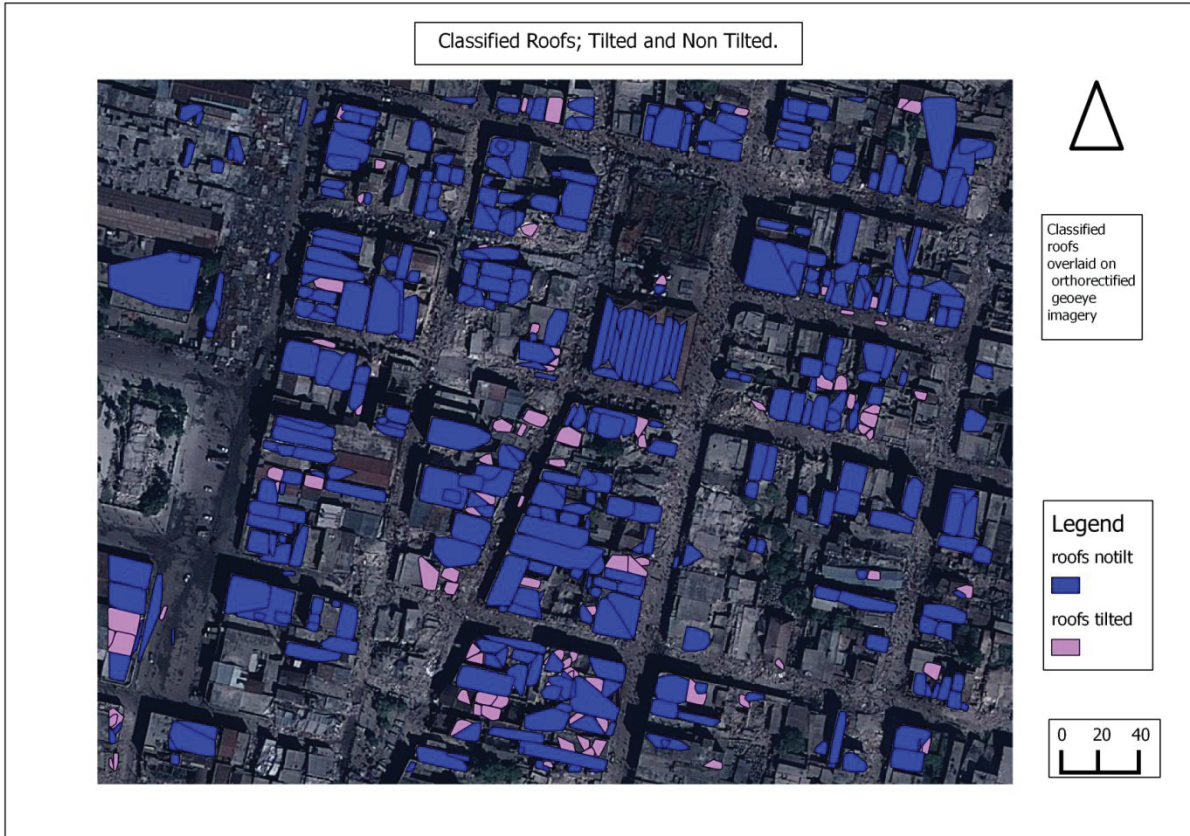 Classified Roofs; Tilted and Non Tilted.
Classified
roofs
overlaid on
orthorectified
geoeye
imagery
Legend
roofs notilt
roofs tilted
0 20 40